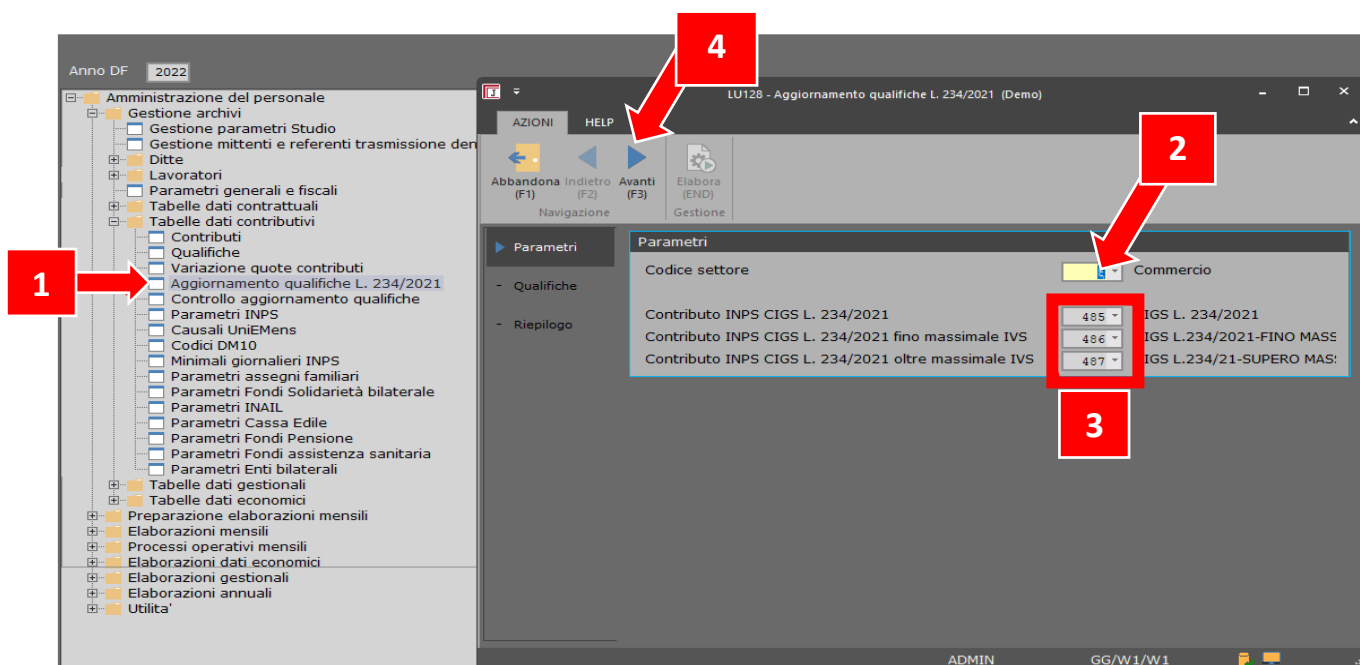 4
Anno DF 2022
Amministrazione del personale
Gestione archivi
Gestione parametri Studio
Gestione mittenti e referenti trasmissione den
Ditte
Lavoratori
Parametri generali e fiscali
Tabelle dati contrattuali
Tabelle dati contributivi
Contributi
Qualifiche
Variazione quote contributi
1
Aggiornamento qualifiche L. 234/2021
Controllo aggiornamento qualifiche
Parametri INPS
Causali UniEMens
Codici DM10
Minimali giornalieri INPS
Parametri assegni familiari
Parametri Fondi Solidarietà bilaterale
Parametri INAIL
Parametri Cassa Edile
Parametri Fondi Pensione
Parametri Fondi assistenza sanitaria
Parametri Enti bilaterali
Tabelle dati gestionali
Tabelle dati economici
Preparazione elaborazioni mensili
Elaborazioni mensili
Processi operativi mensili
Elaborazioni dati economici
Elaborazioni gestionali
Elaborazioni annuali
Utilita'
LU128 - Aggiornamento qualifiche L. 234/2021 (Demo)
AZIONI HELP
2
Abbandona Indietro Avanti Elabora
(F1) (F2) (F3) (END)
Navigazione Gestione
Parametri
Qualifiche
Riepilogo
Parametri
Codice settore 5 Commercio
Contributo INPS CIGS L. 234/2021 485 IGS L. 234/2021
Contributo INPS CIGS L. 234/2021 fino massimale IVS 486 IGS L.234/2021-FINO MASS
Contributo INPS CIGS L. 234/2021 oltre massimale IVS 487 IGS L.234/21-SUPERO MAS
3
ADMIN GG/W1/W1